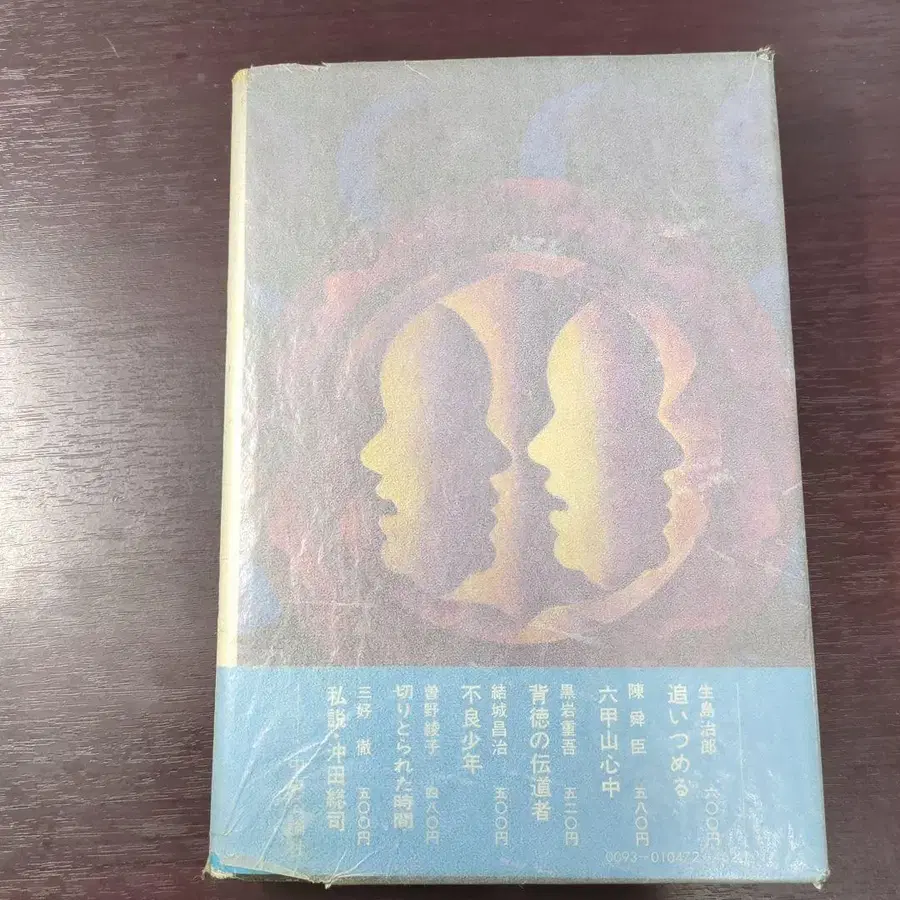 生島治郎 六〇〇円
追いつめる
陳舜臣 五八〇円
六甲山心中
黒岩重吾 五二〇円
背徳の伝道者
結城昌治 五〇〇円
不良少年
曽野綾子 四八〇円
切りとられた時間
三好徹 五〇〇円
私説・沖田総司
0093-010472-